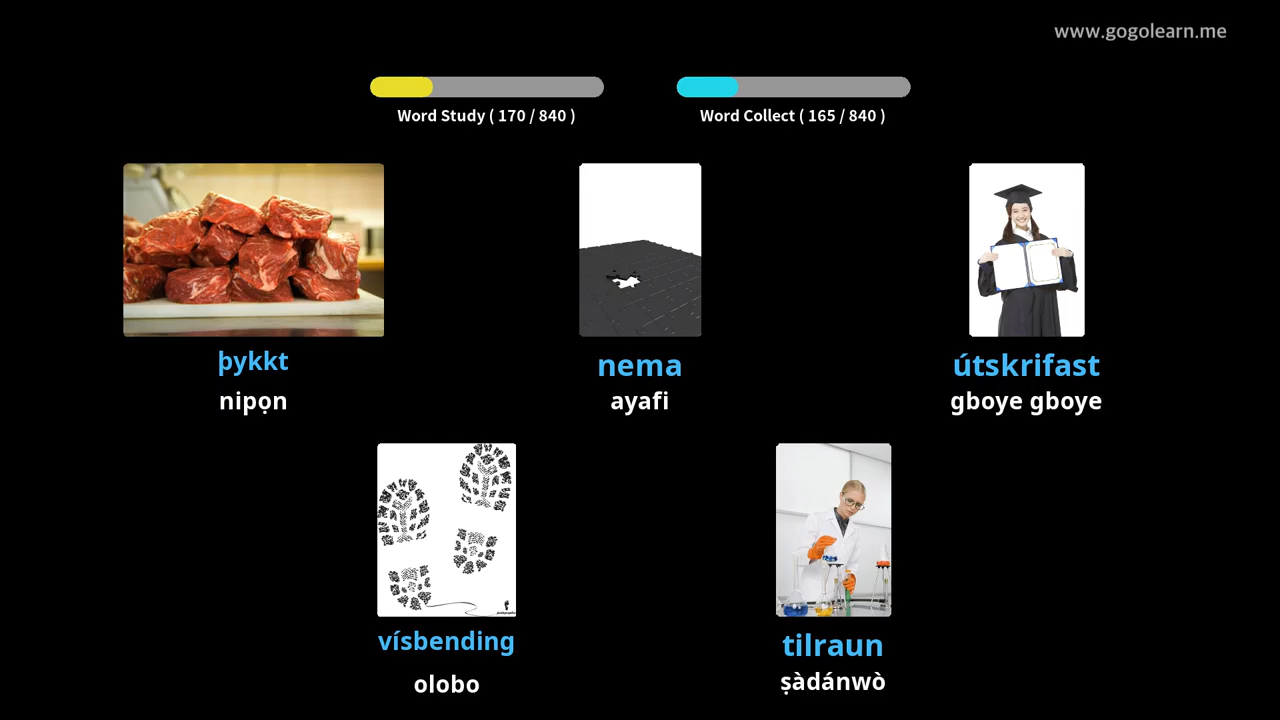 www.gogolearn.me
Word Study ( 170 / 840 )
Word Collect ( 165 / 840 )
þykkt
nipọn
nema
ayafi
útskrifast
gboye gboye
vísbending
olobo
tilraun
ṣàdánwò